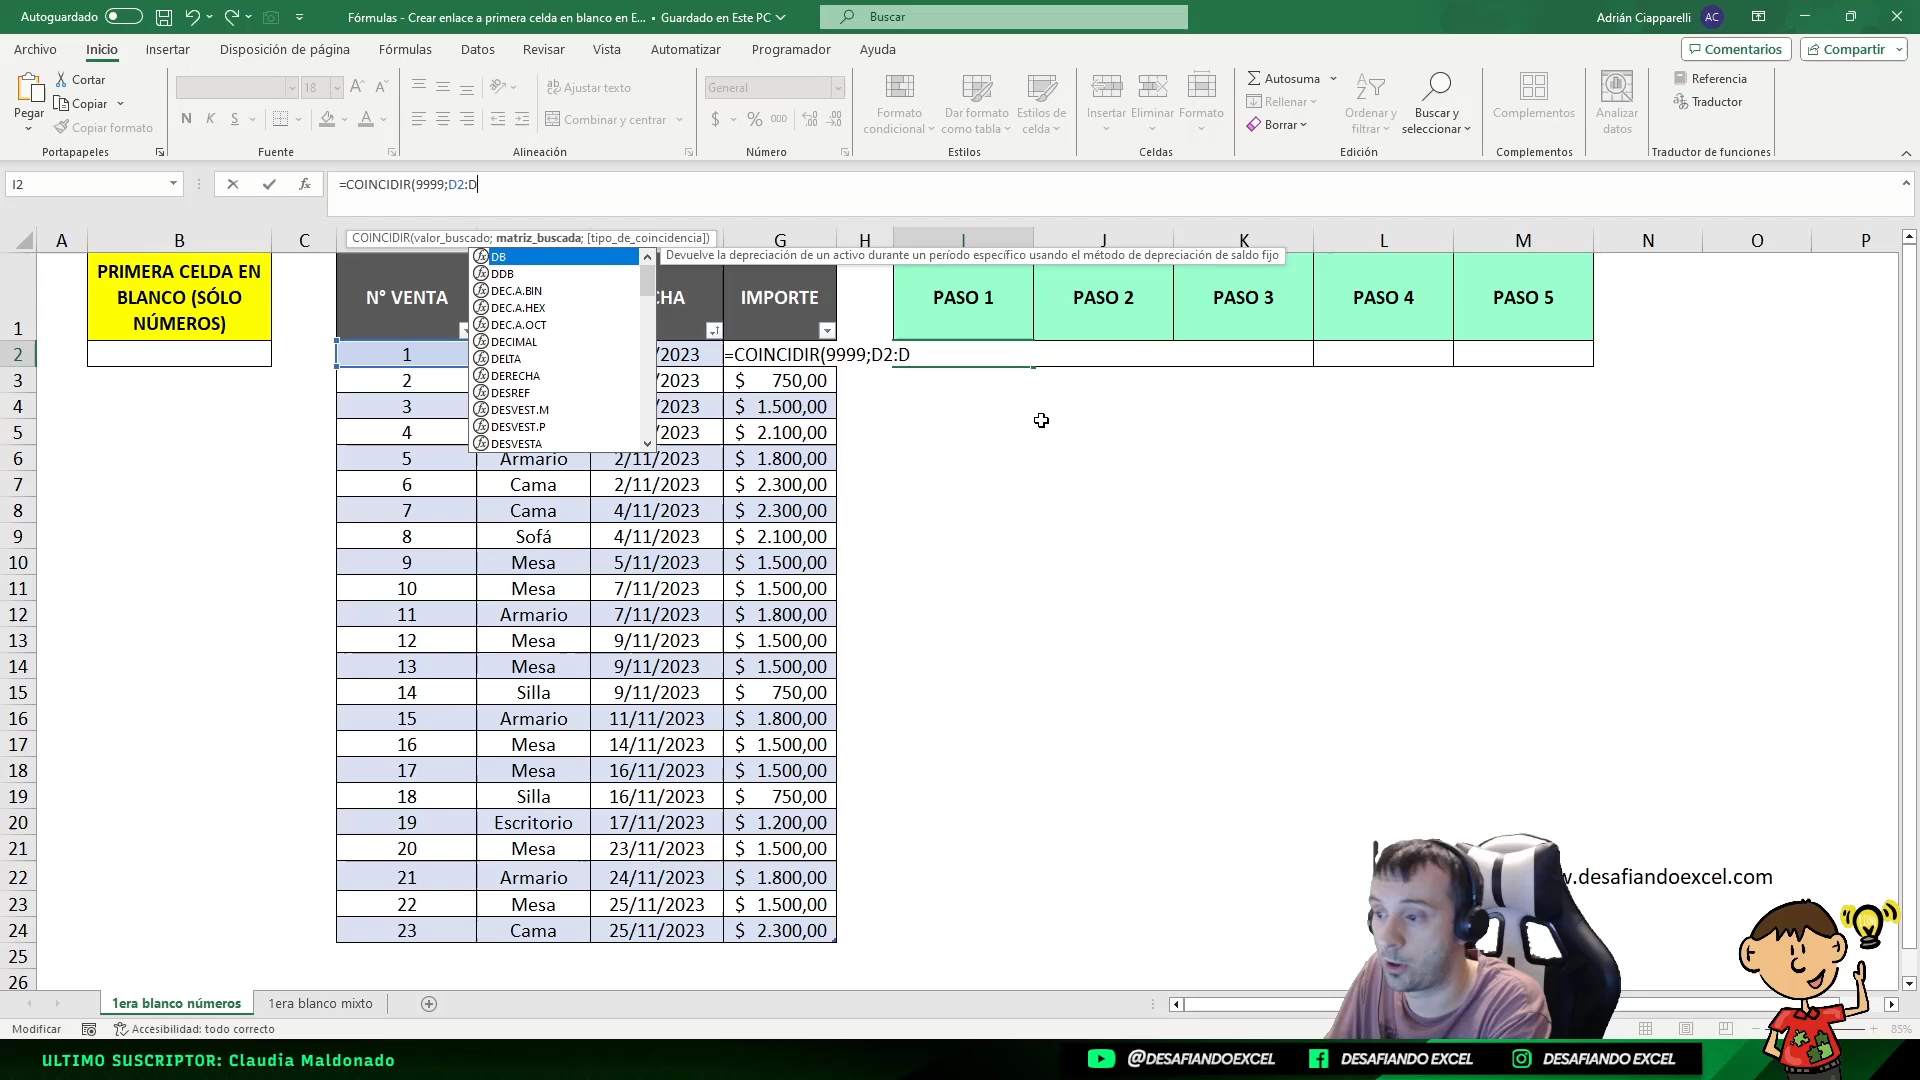 Autoguardado
Fórmulas - Crear enlace a primera celda en blanco en E... • Guardado en Este PC
Buscar
Adrián Ciapparelli AC
Archivo Inicio Insertar Disposición de página Fórmulas Datos Revisar Vista Automatizar Programador Ayuda
Comentarios Compartir
Pegar
Cortar
Copiar
Copiar formato
Portapapeles
18
N K S
Fuente
Ajustar texto
Combinar y centrar
Alineación
General
$ % 000
Número
Formato condicional
Dar formato como tabla
Estilos de celda
Estilos
Insertar Eliminar Formato
Celdas
Autosuma
Rellenar
Borrar
Ordenar y filtrar
Buscar y seleccionar
Edición
Complementos
Complementos
Analizar datos
Referencia
Traductor
Traductor de funciones
I2
fx
=COINCIDIR(9999;D2:D
COINCIDIR(valor_buscado; matriz_buscada; [tipo_de_coincidencia])
A B C G H I J K L M N O P
DB
DDB
DEC.A.BIN
DEC.A.HEX
DEC.A.OCT
DECIMAL
DELTA
DERECHA
DESREF
DESVEST.M
DESVEST.P
DESVESTA
Devuelve la depreciación de un activo durante un período específico usando el método de depreciación de saldo fijo
PRIMERA CELDA EN
BLANCO (SÓLO
NÚMEROS)
1 N° VENTA CHA IMPORTE PASO 1 PASO 2 PASO 3 PASO 4 PASO 5
2 1 /2023 =COINCIDIR(9999;D2:D
3 2 /2023 $ 750,00
4 3 /2023 $ 1.500,00
5 4 /2023 $ 2.100,00
6 5 Armario 2/11/2023 $ 1.800,00
7 6 Cama 2/11/2023 $ 2.300,00
8 7 Cama 4/11/2023 $ 2.300,00
9 8 Sofá 4/11/2023 $ 2.100,00
10 9 Mesa 5/11/2023 $ 1.500,00
11 10 Mesa 7/11/2023 $ 1.500,00
12 11 Armario 7/11/2023 $ 1.800,00
13 12 Mesa 9/11/2023 $ 1.500,00
14 13 Mesa 9/11/2023 $ 1.500,00
15 14 Silla 9/11/2023 $ 750,00
16 15 Armario 11/11/2023 $ 1.800,00
17 16 Mesa 14/11/2023 $ 1.500,00
18 17 Mesa 16/11/2023 $ 1.500,00
19 18 Silla 16/11/2023 $ 750,00
20 19 Escritorio 17/11/2023 $ 1.200,00
21 20 Mesa 23/11/2023 $ 1.500,00
22 21 Armario 24/11/2023 $ 1.800,00
23 22 Mesa 25/11/2023 $ 1.500,00
24 23 Cama 25/11/2023 $ 2.300,00
25
26
w.desafiandoexcel.com
1era blanco números 1era blanco mixto
Modificar Accesibilidad: todo correcto
85%
ULTIMO SUSCRIPTOR: Claudia Maldonado
@DESAFIANDOEXCEL DESAFIANDO EXCEL DESAFIANDO EXCEL